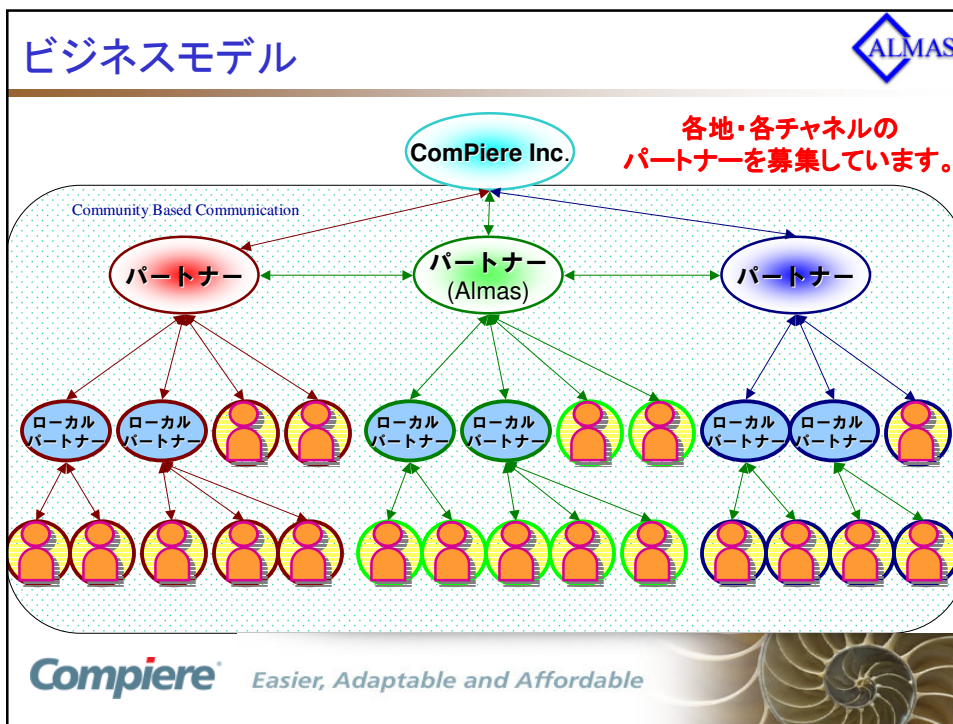 ビジネスモデル
ALMAS
ComPiere Inc.
各地・各チャネルの
パートナーを募集しています。
Community Based Communication
パートナー
パートナー
(Almas)
パートナー
ローカル
パートナー
ローカル
パートナー
ローカル
パートナー
ローカル
パートナー
ローカル
パートナー
ローカル
パートナー
Compiere
Easier, Adaptable and Affordable